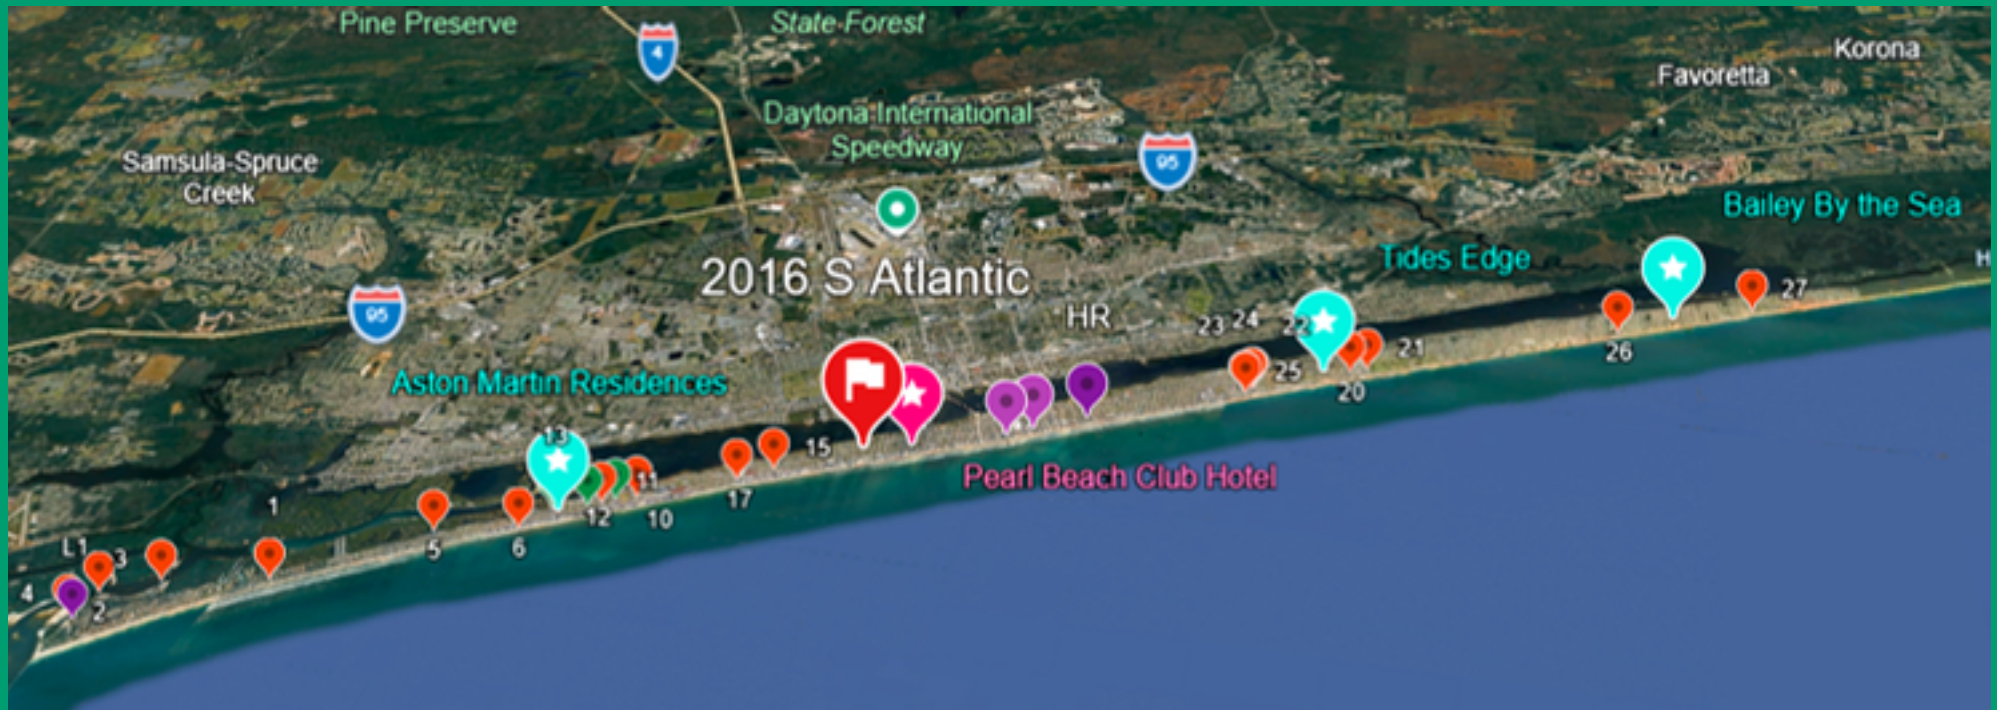 Pine Preserve
State Forest
4
Korona
Favoretta
Daytona International
Speedway
95
Samsula-Spruce
Creek
Bailey By the Sea
Tides Edge
2016 S Atlantic
95
HR
23 24
22
27
21
26
25
20
Aston Martin Residences
13
15
Pearl Beach Club Hotel
11
17
12
10
1
5
6
L1
3
4
2